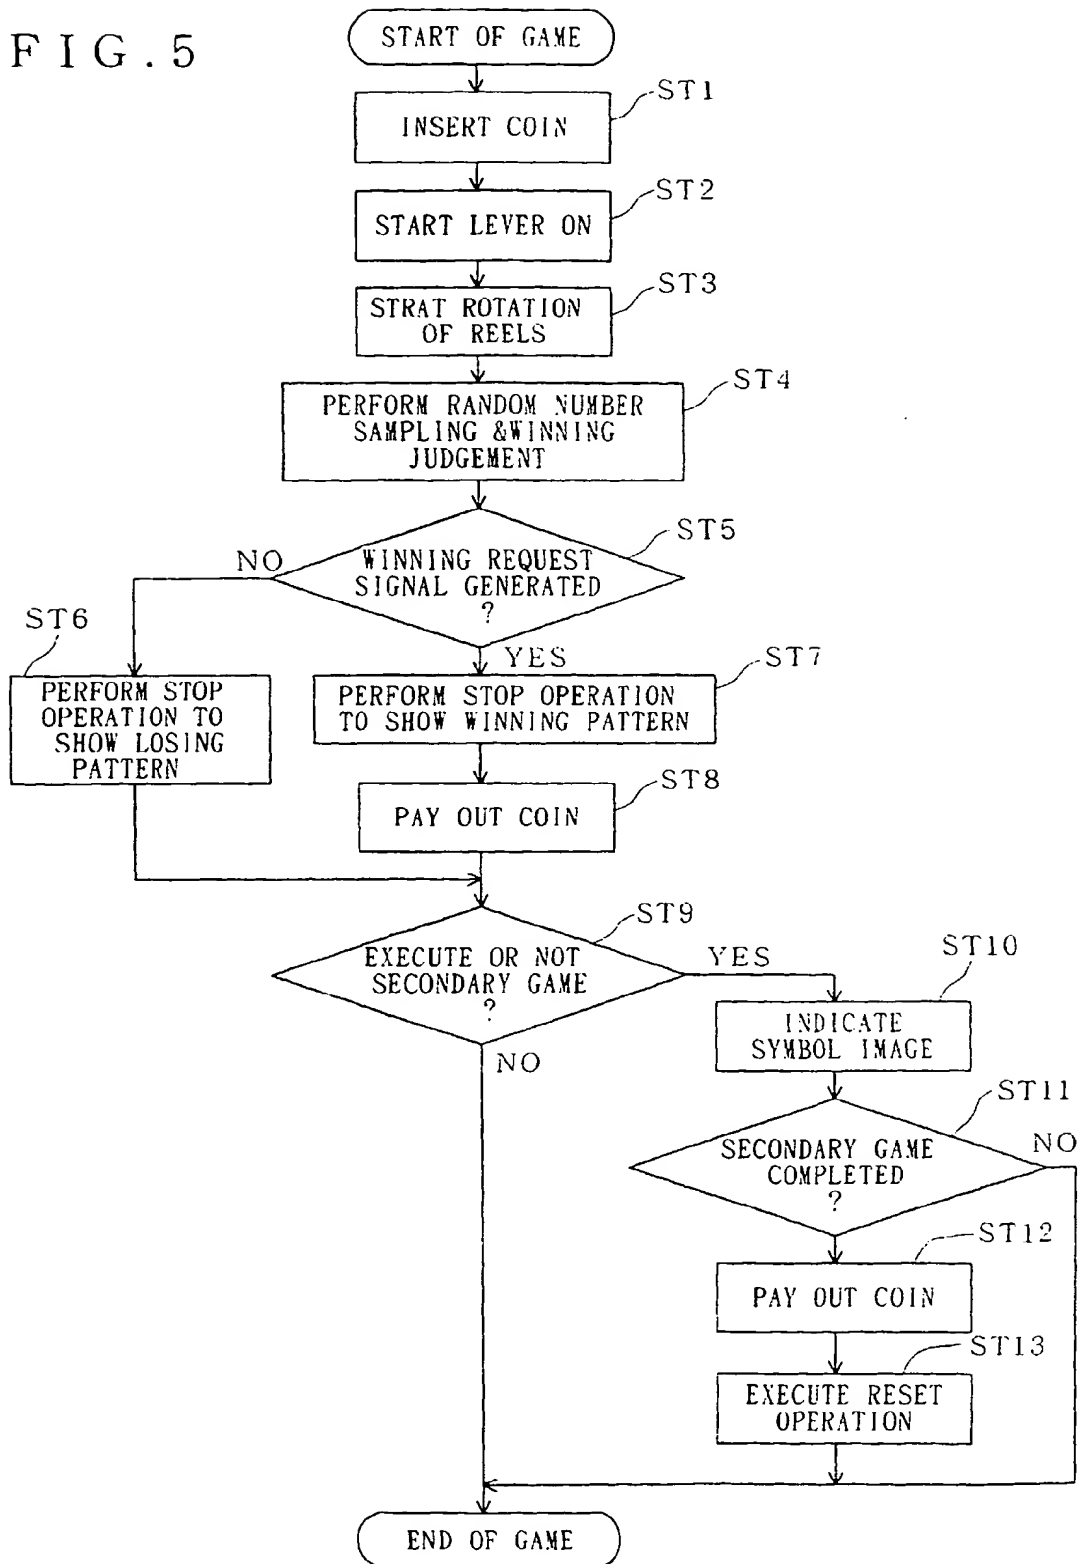 FIG.5
START OF GAME
ST1
INSERT COIN
ST2
START LEVER ON
ST3
STRAT ROTATION
OF REELS
ST4
PERFORM RANDOM NUMBER
SAMPLING &WINNING
JUDGEMENT
ST5
NO
WINNING REQUEST
SIGNAL GENERATED
?
ST6
YES
ST7
PERFORM STOP
OPERATION TO
SHOW LOSING
PATTERN
PERFORM STOP OPERATION
TO SHOW WINNING PATTERN
ST8
PAY OUT COIN
ST9
EXECUTE OR NOT
SECONDARY GAME
?
YES
ST10
NO
INDICATE
SYMBOL IMAGE
ST11
SECONDARY GAME
COMPLETED
?
NO
ST12
PAY OUT COIN
ST13
EXECUTE RESET
OPERATION
END OF GAME